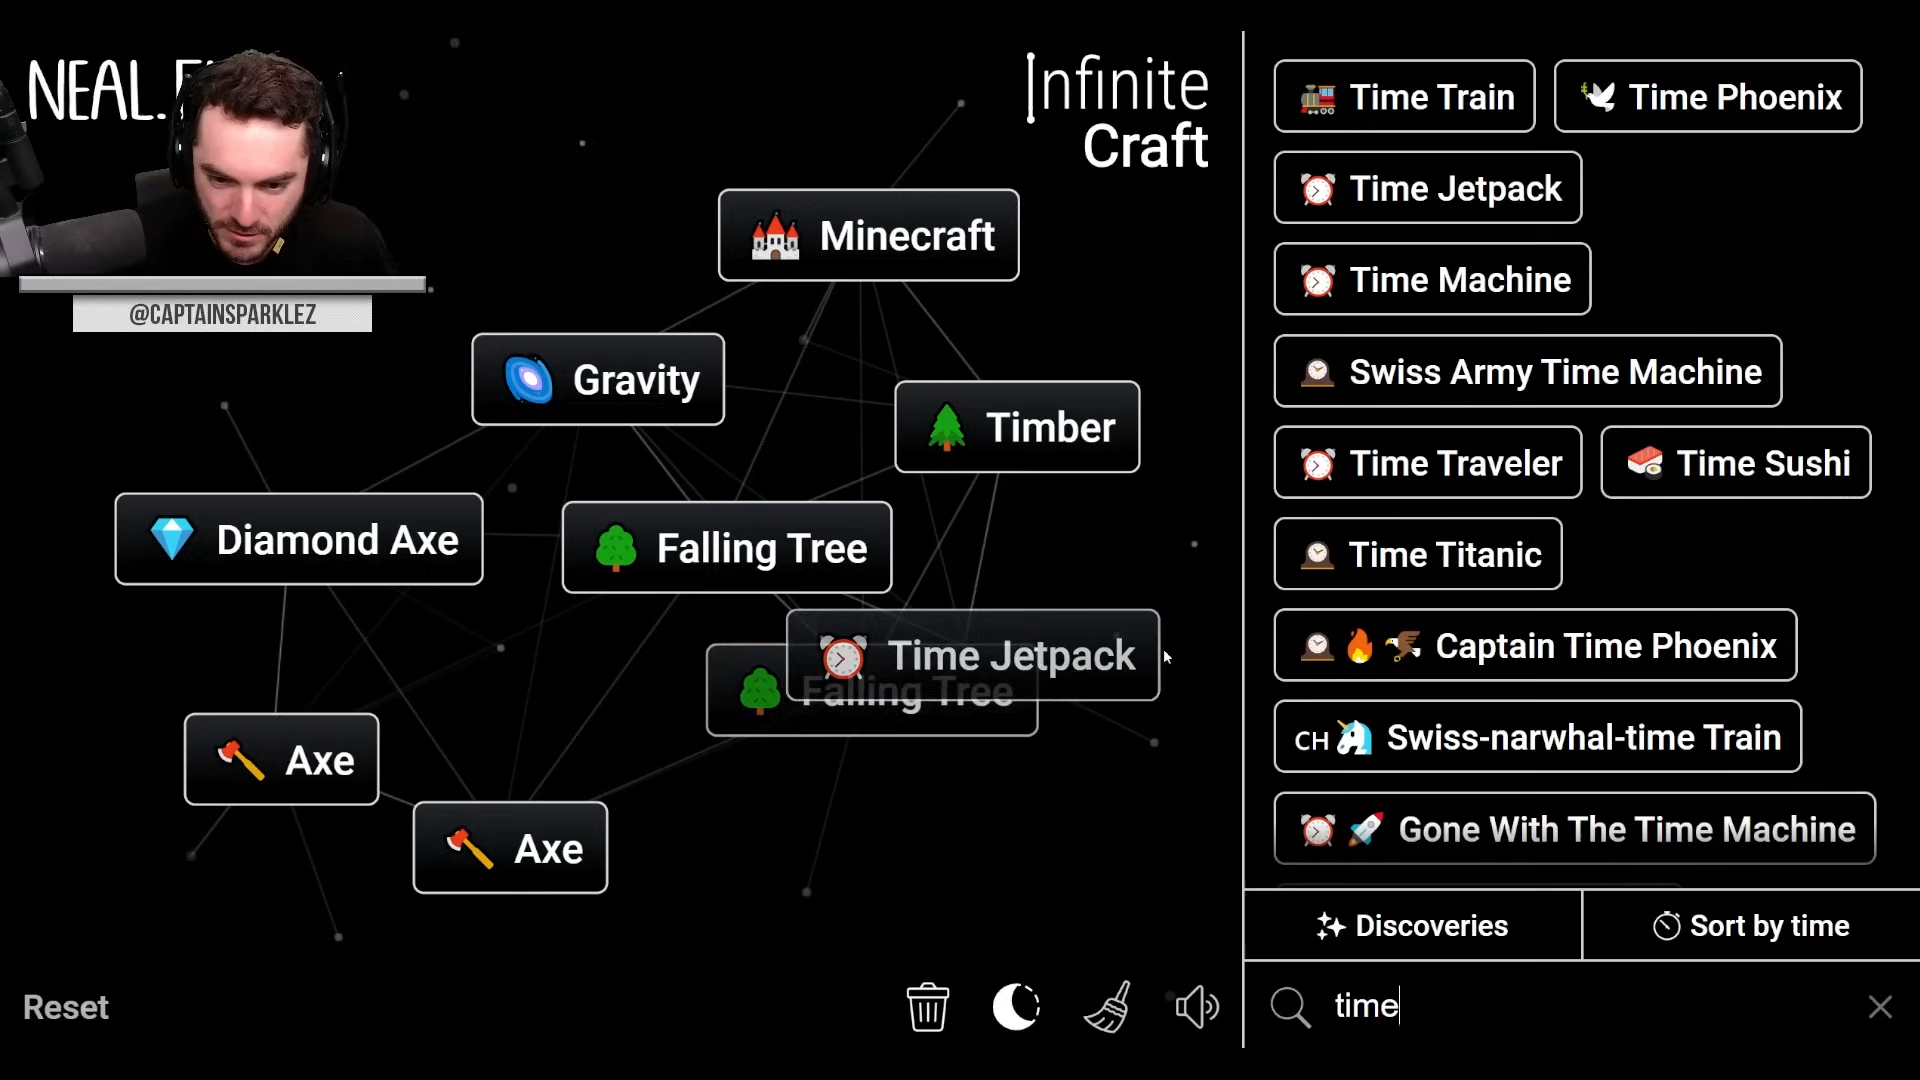 NEAL.F
Infinite
Craft
@CAPTAINSPARKLEZ
Minecraft
Gravity
Timber
Diamond Axe
Falling Tree
Time Jetpack
Falling Tree
Axe
Axe
Reset
Time Train
Time Phoenix
Time Jetpack
Time Machine
Swiss Army Time Machine
Time Traveler
Time Sushi
Time Titanic
Captain Time Phoenix
CH Swiss-narwhal-time Train
Gone With The Time Machine
Discoveries
Sort by time
time